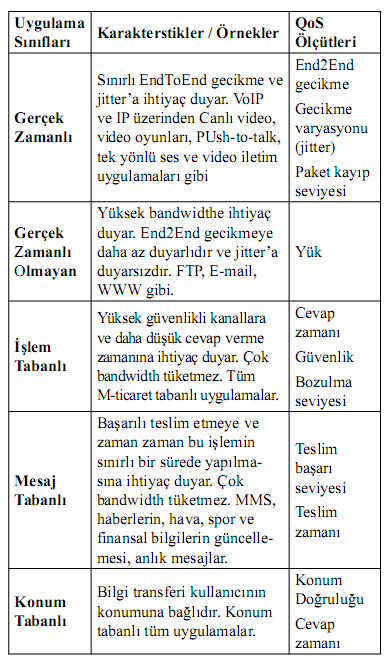 Uygulama Sınıfları
Karakterstikler / Örnekler
QoS Ölçütleri
Gerçek Zamanlı
Sınırlı EndToEnd gecikme ve
jitter’a ihtiyaç duyar. VoIP
ve IP üzerinden Canlı video,
video oyunları, PUsh-to-talk,
tek yönlü ses ve video iletim
uygulamaları gibi
End2End
gecikme
Gecikme
varyasyonu
(jitter)
Paket kayıp
seviyesi
Gerçek
Zamanlı
Olmayan
Yüksek bandwidthe ihtiyaç
duyar. End2End gecikmeye
daha az duyarlıdır ve jitter’a
duyarsızdır. FTP, E-mail,
WWW gibi.
Yük
İşlem
Tabanlı
Yüksek güvenlikli kanallara
ve daha düşük cevap verme
zamanına ihtiyaç duyar. Çok
bandwidth tüketmez. Tüm
M-ticaret tabanlı uygulamalar.
Cevap
zamanı
Güvenlik
Bozulma
seviyesi
Mesaj
Tabanlı
Başarılı teslim etmeye ve
zaman zaman bu işlemin
sınırlı bir sürede yapılma-
sına ihtiyaç duyar. Çok
bandwidth tüketmez. MMS,
haberlerin, hava, spor ve
finansal bilgilerin güncelle-
mesi, anlık mesajlar.
Teslim
başarı
seviyesi
Teslim
zamanı
Konum
Tabanlı
Bilgi transferi kullanıcının
konumuna bağlıdır. Konum
tabanlı tüm uygulamalar.
Konum
Doğruluğu
Cevap
zamanı